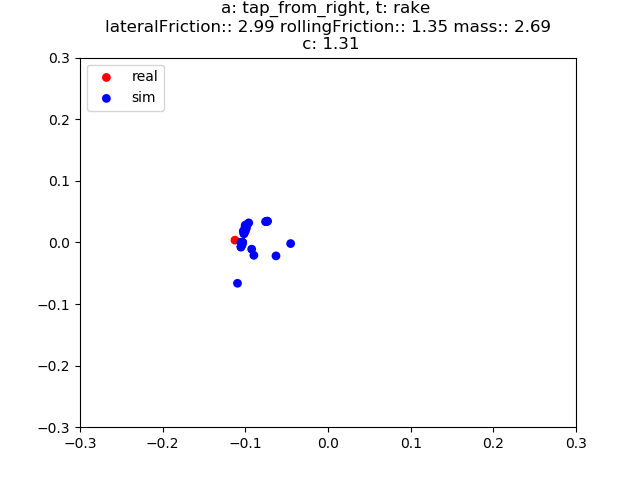 a: tap_from_right, t: rake
lateralFriction:: 2.99 rollingFriction:: 1.35 mass:: 2.69
c: 1.31
real
sim
0.3
0.2
0.1
0.0
−0.1
−0.2
−0.3
−0.3 −0.2 −0.1 0.0 0.1 0.2 0.3